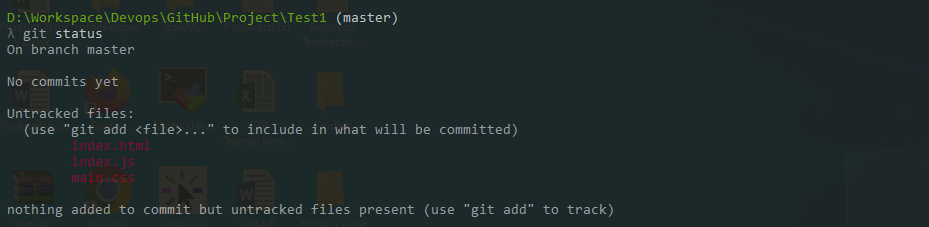 D:\Workspace\Devops\GitHub\Project\Test1 (master)
λ git status
On branch master
No commits yet
Untracked files:
(use "git add <file>..." to include in what will be committed)
index.html
index.js
main.css
nothing added to commit but untracked files present (use "git add" to track)